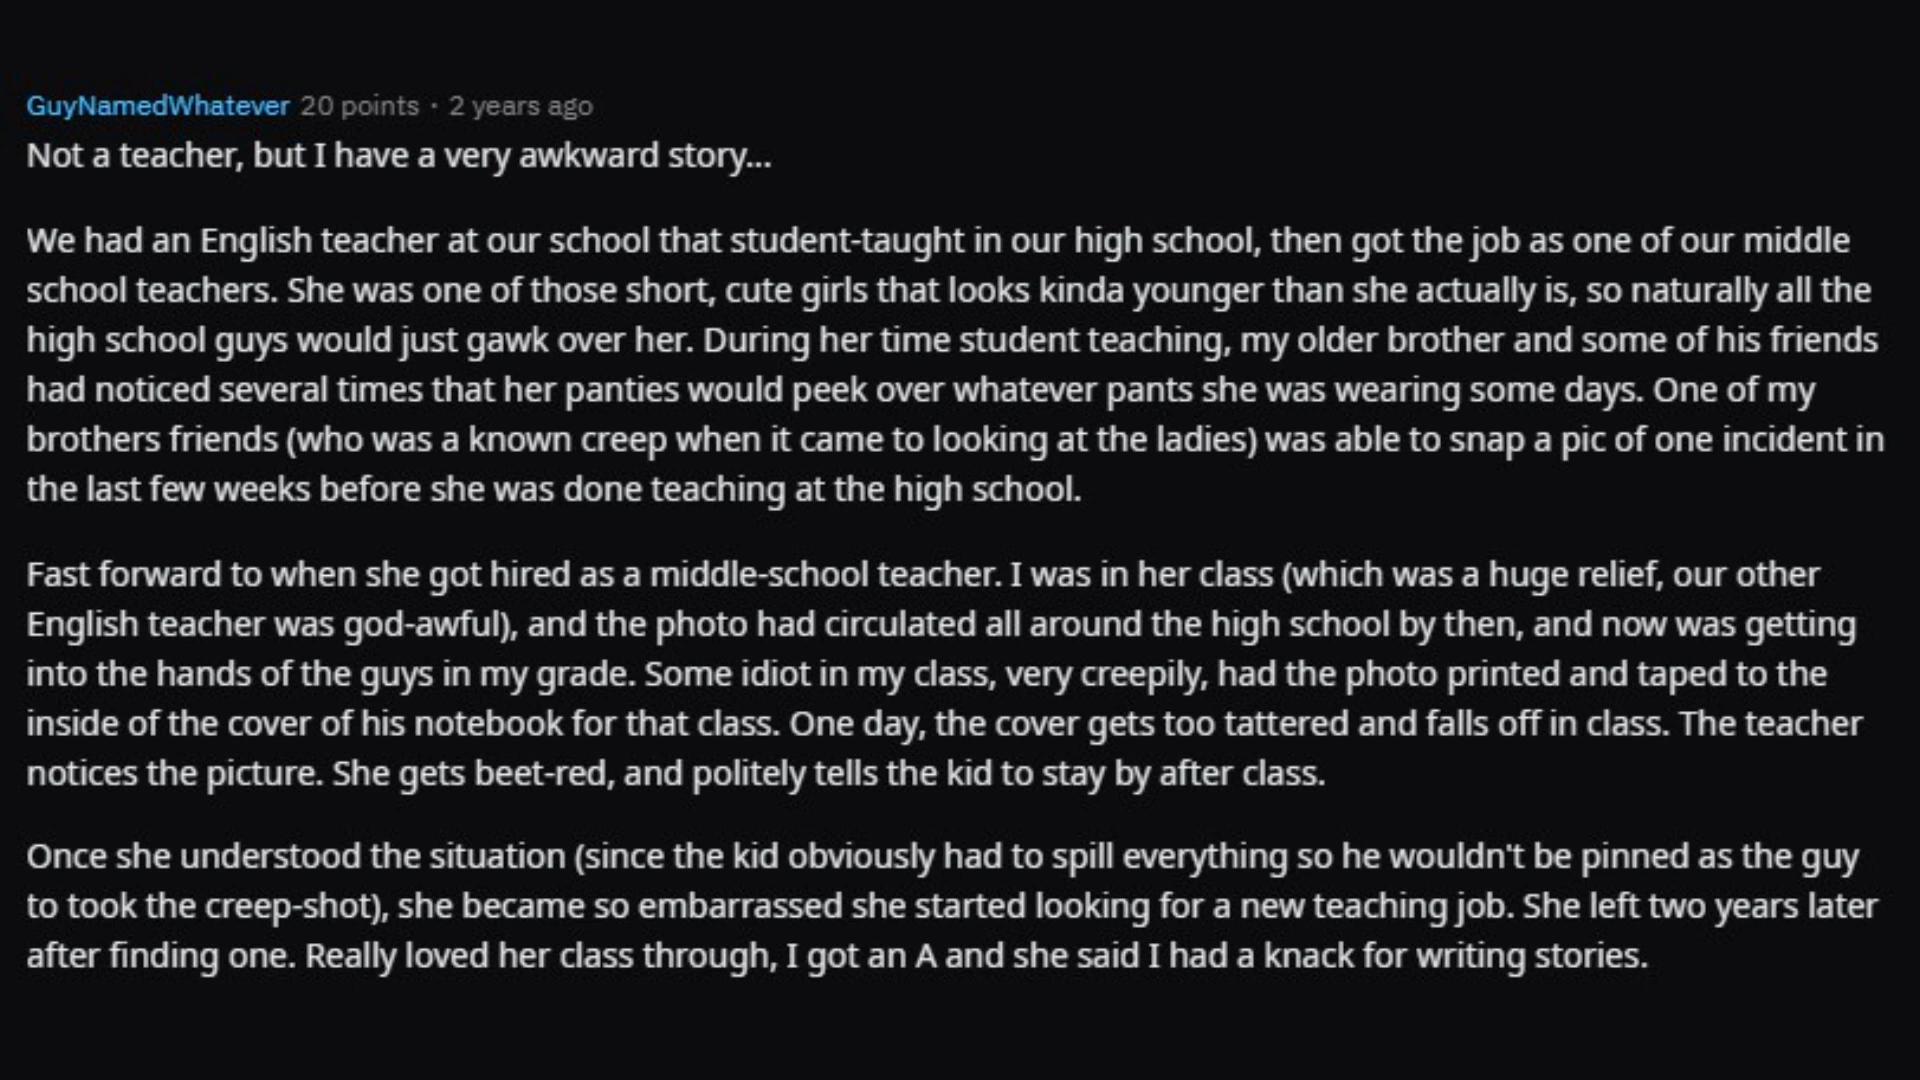 GuyNamedWhatever 20 points · 2 years ago
Not a teacher, but I have a very awkward story...
We had an English teacher at our school that student-taught in our high school, then got the job as one of our middle
school teachers. She was one of those short, cute girls that looks kinda younger than she actually is, so naturally all the
high school guys would just gawk over her. During her time student teaching, my older brother and some of his friends
had noticed several times that her panties would peek over whatever pants she was wearing some days. One of my
brothers friends (who was a known creep when it came to looking at the ladies) was able to snap a pic of one incident in
the last few weeks before she was done teaching at the high school.
Fast forward to when she got hired as a middle-school teacher. I was in her class (which was a huge relief, our other
English teacher was god-awful), and the photo had circulated all around the high school by then, and now was getting
into the hands of the guys in my grade. Some idiot in my class, very creepily, had the photo printed and taped to the
inside of the cover of his notebook for that class. One day, the cover gets too tattered and falls off in class. The teacher
notices the picture. She gets beet-red, and politely tells the kid to stay by after class.
Once she understood the situation (since the kid obviously had to spill everything so he wouldn't be pinned as the guy
to took the creep-shot), she became so embarrassed she started looking for a new teaching job. She left two years later
after finding one. Really loved her class through, I got an A and she said I had a knack for writing stories.